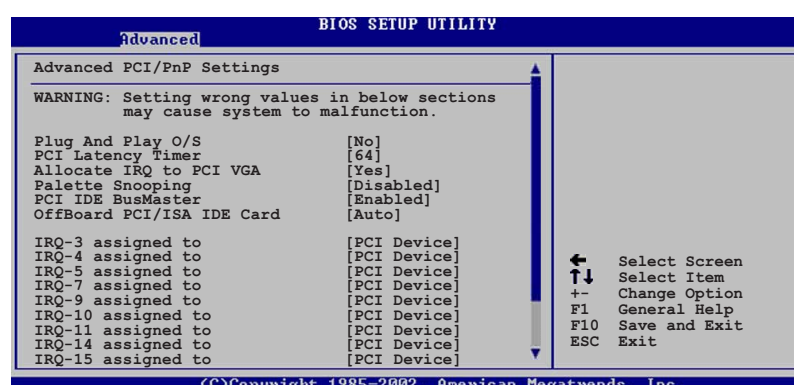 BIOS SETUP UTILITY
Advanced
Advanced PCI/PnP Settings
WARNING: Setting wrong values in below sections
may cause system to malfunction.
Plug And Play O/S [No]
PCI Latency Timer [64]
Allocate IRQ to PCI VGA [Yes]
Palette Snooping [Disabled]
PCI IDE BusMaster [Enabled]
OffBoard PCI/ISA IDE Card [Auto]
IRQ-3 assigned to [PCI Device]
IRQ-4 assigned to [PCI Device]
IRQ-5 assigned to [PCI Device]
IRQ-7 assigned to [PCI Device]
IRQ-9 assigned to [PCI Device]
IRQ-10 assigned to [PCI Device]
IRQ-11 assigned to [PCI Device]
IRQ-14 assigned to [PCI Device]
IRQ-15 assigned to [PCI Device]
← Select Screen
↑↓ Select Item
+- Change Option
F1 General Help
F10 Save and Exit
ESC Exit
(C)Copyright 1985-2002, American Megatrends, Inc.